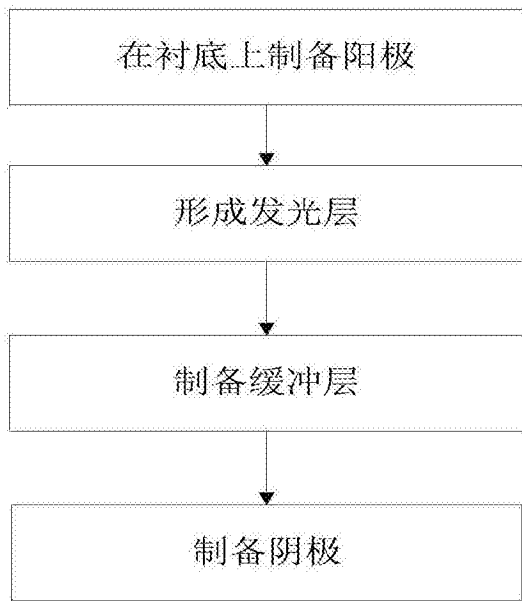 在衬底上制备阳极
形成发光层
制备缓冲层
制备阴极